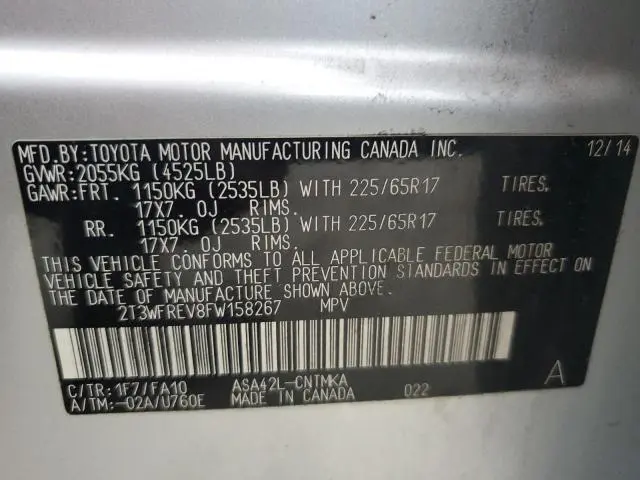 MFD.BY:TOYOTA MOTOR MANUFACTURING CANADA INC. 12/14
GVWR:2055KG (4525LB)
GAWR:FRT. 1150KG (2535LB) WITH 225/65R17 TIRES,
17X7.0J RIMS.
RR. 1150KG (2535LB) WITH 225/65R17 TIRES,
17X7.0J RIMS.
THIS VEHICLE CONFORMS TO ALL APPLICABLE FEDERAL MOTOR
VEHICLE SAFETY AND THEFT PREVENTION STANDARDS IN EFFECT ON
THE DATE OF MANUFACTURE SHOWN ABOVE.
2T3WFREV8FW158267 MPV
C/TR:1F7/FA10 ASA42L-CNTMKA 022 A
A/TM:-02A/U760E MADE IN CANADA